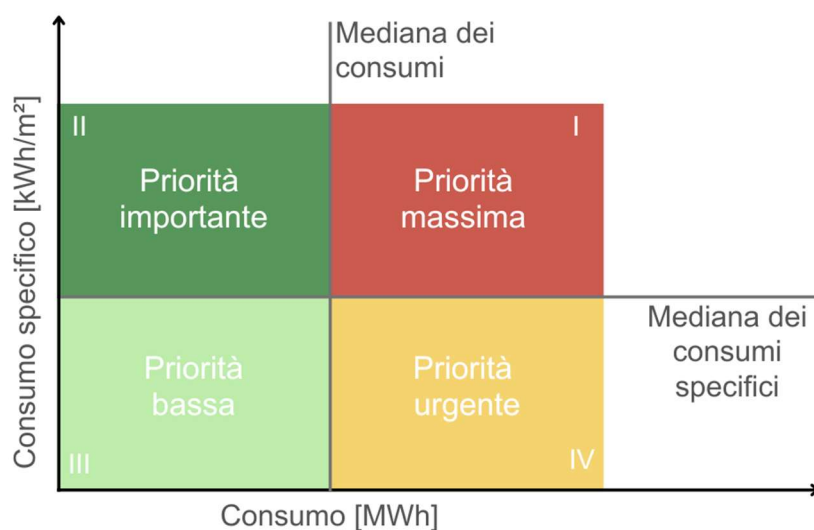 Mediana dei
consumi
Consumo specifico [kWh/m²]
II
Priorità
importante
I
Priorità
massima
Mediana dei
consumi
specifici
Priorità
bassa
III
Priorità
urgente
IV
Consumo [MWh]